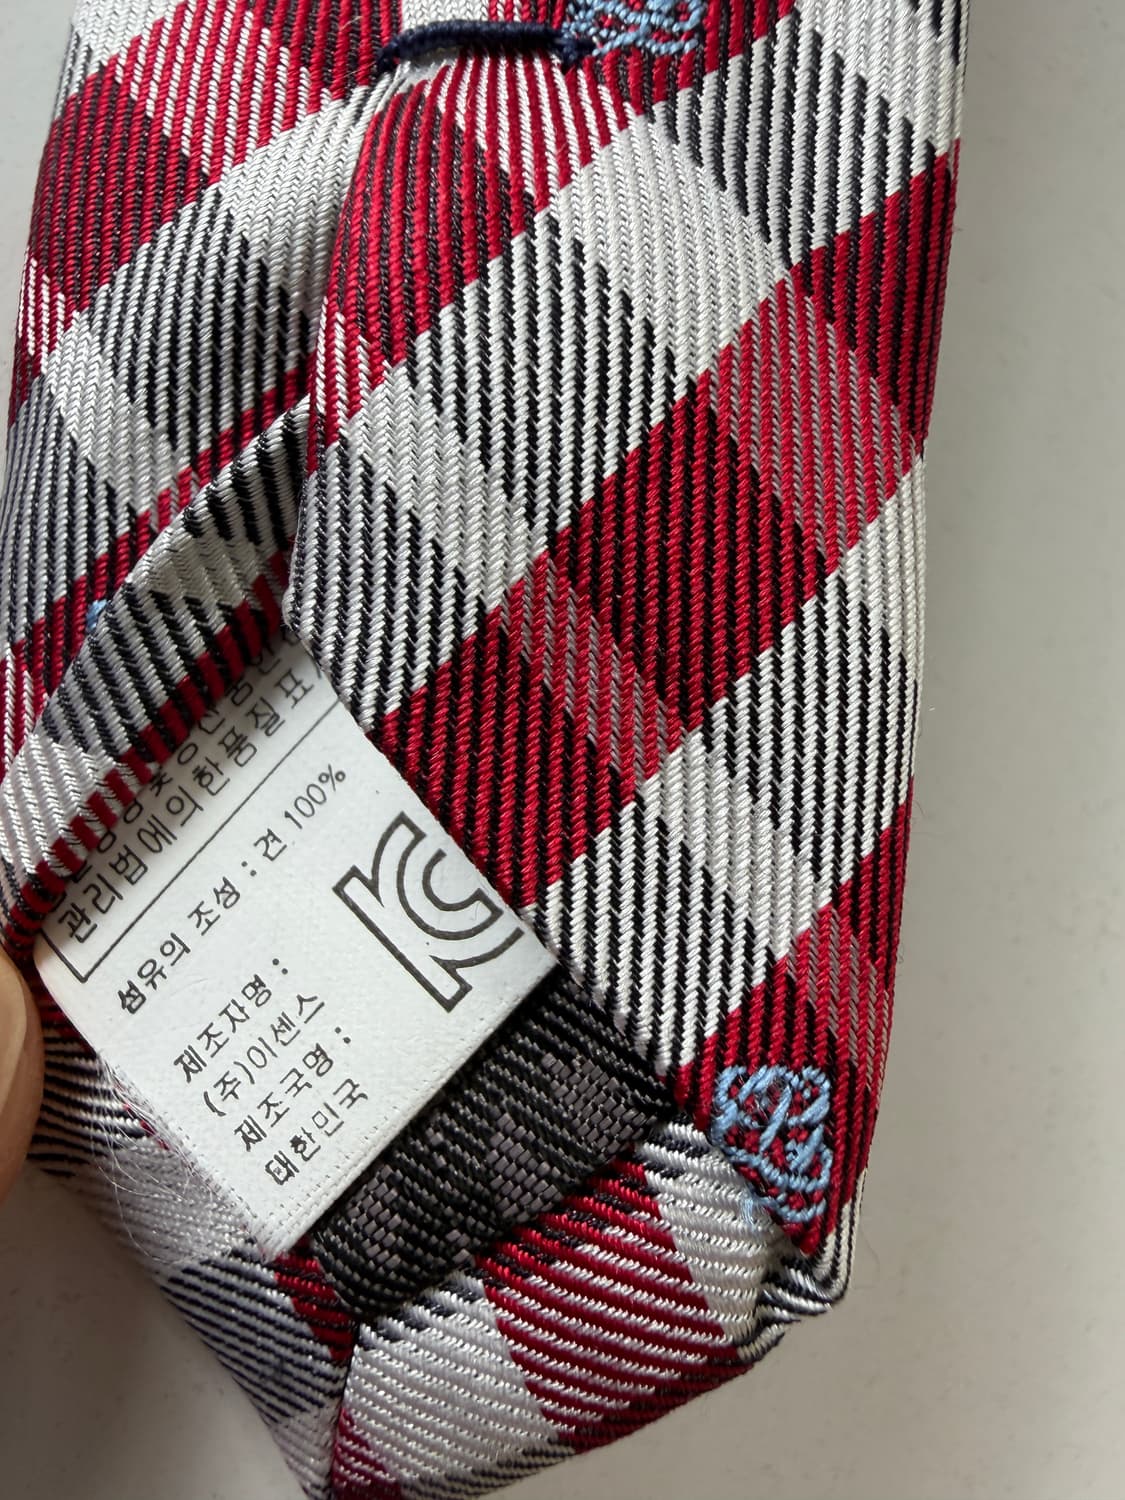 관리법에의한품질표
섬유의 조성 : 견 100%
제조자명 :
(주)이센스
제조국명 :
대한민국